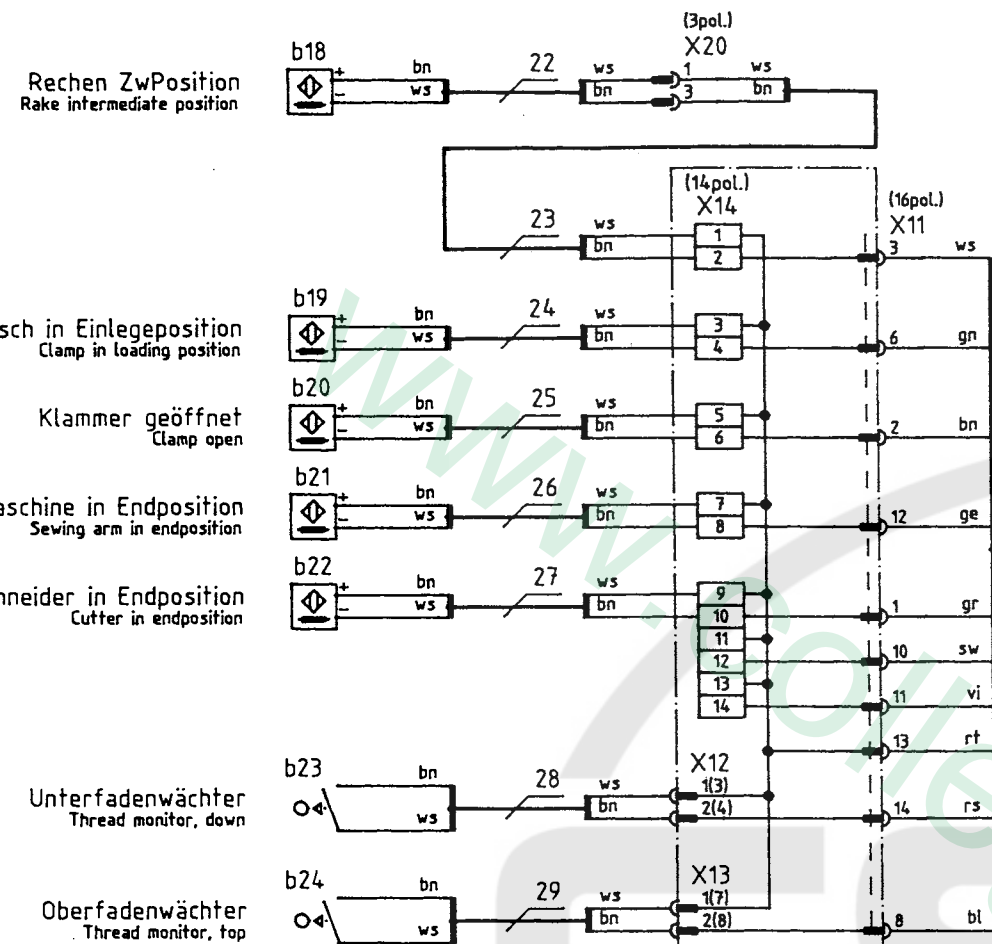 (3pol.)
X20
b18
Rechen ZwPosition
Rake intermediate position
+ bn 22 ws 1 ws
- ws bn 3 bn
(14pol.)
X14
(16pol.)
X11
23 ws 1
bn 2 3 ws
b19
sch in Einlegeposition
Clamp in loading position
+ bn 24 ws 3
- ws bn 4 6 gn
b20
Klammer geöffnet
Clamp open
+ bn 25 ws 5
- ws bn 6 2 bn
b21
aschine in Endposition
Sewing arm in endposition
+ bn 26 ws 7
- ws bn 8 12 ge
b22
hneider in Endposition
Cutter in endposition
+ bn 27 ws 9
- ws bn 10 1 gr
11
12 10 sw
13
14 11 vi
13 rt
X12
b23
Unterfadenwächter
Thread monitor, down
bn 28 ws 1(3)
ws bn 2(4) 14 rs
X13
b24
Oberfadenwächter
Thread monitor, top
bn 29 ws 1(7)
ws bn 2(8) 8 bl
www.colle